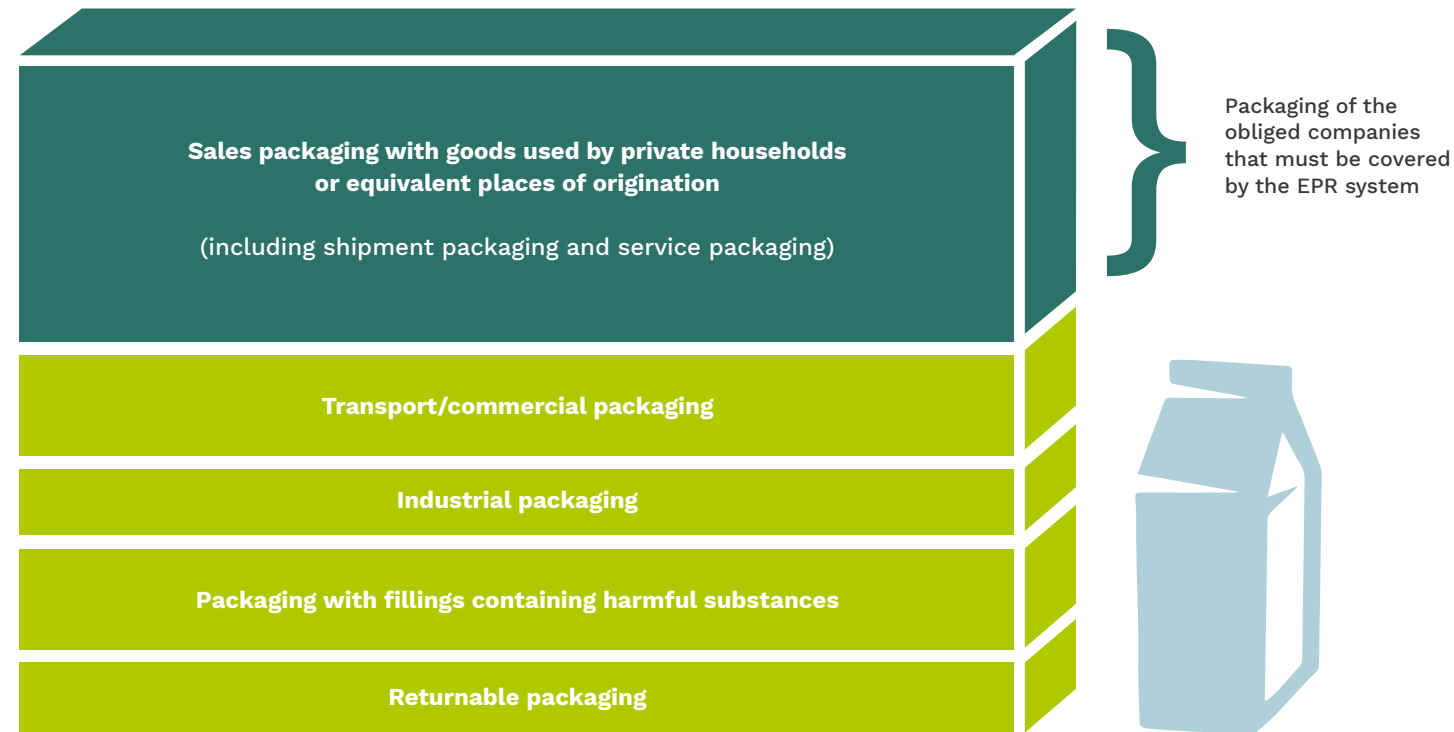 Sales packaging with goods used by private households
or equivalent places of origination
(including shipment packaging and service packaging)
Packaging of the
obliged companies
that must be covered
by the EPR system
Transport/commercial packaging
Industrial packaging
Packaging with fillings containing harmful substances
Returnable packaging